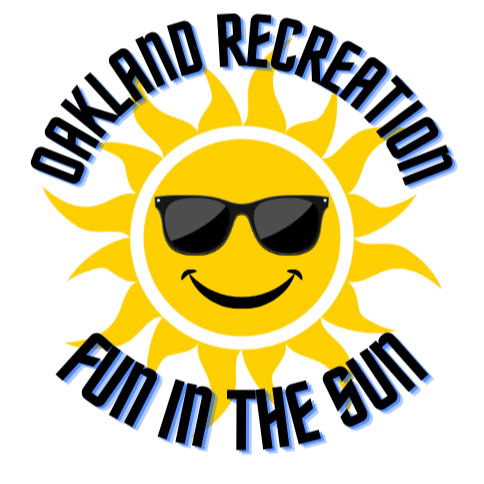 OAKLAND RECREATION
FUN IN THE SUN